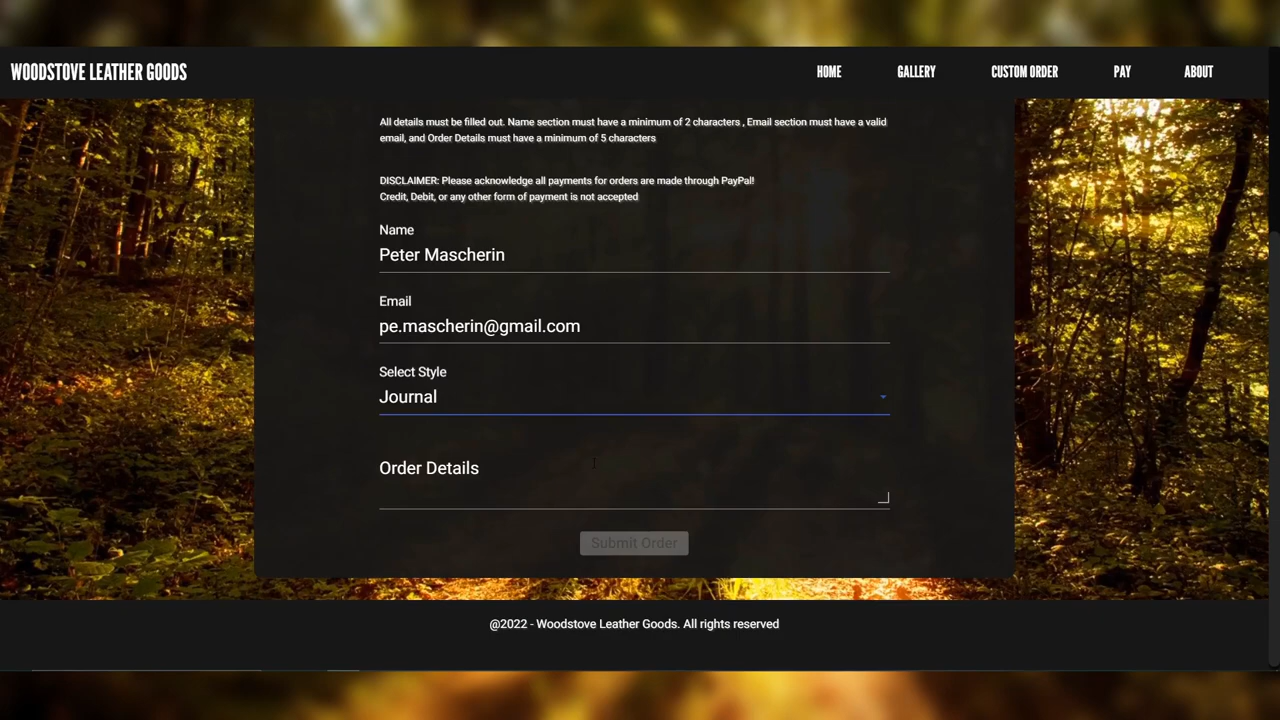 WOODSTOVE LEATHER GOODS
HOME GALLERY CUSTOM ORDER PAY ABOUT
All details must be filled out. Name section must have a minimum of 2 characters , Email section must have a valid
email, and Order Details must have a minimum of 5 characters
DISCLAIMER: Please acknowledge all payments for orders are made through PayPal!
Credit, Debit, or any other form of payment is not accepted
Name
Peter Mascherin
Email
pe.mascherin@gmail.com
Select Style
Journal
Order Details
Submit Order
@2022 - Woodstove Leather Goods. All rights reserved